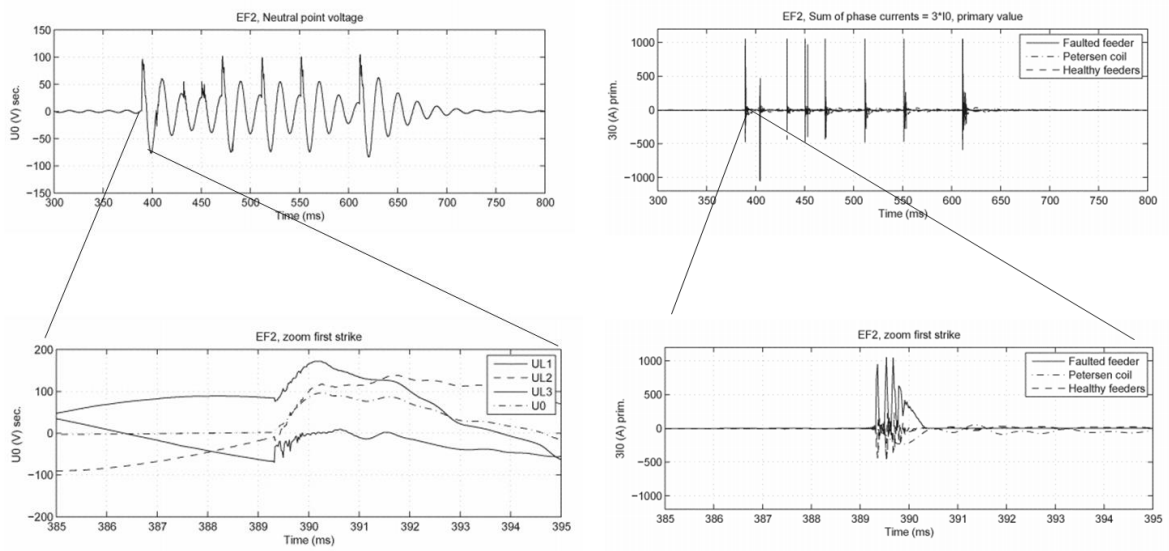 EF2, Neutral point voltage
U0 (V) sec.
150
100
50
0
−50
−100
−150
300 350 400 450 500 550 600 650 700 750 800
Time (ms)
EF2, Sum of phase currents = 3*I0, primary value
3I0 (A) prim.
1000
500
0
−500
−1000
Faulted feeder
Petersen coil
Healthy feeders
300 350 400 450 500 550 600 650 700 750 800
Time (ms)
EF2, zoom first strike
U0 (V) sec.
200
100
0
−100
−200
UL1
UL2
UL3
U0
385 386 387 388 389 390 391 392 393 394 395
Time (ms)
EF2, zoom first strike
3I0 (A) prim.
1000
500
0
−500
−1000
Faulted feeder
Petersen coil
Healthy feeders
385 386 387 388 389 390 391 392 393 394 395
Time (ms)